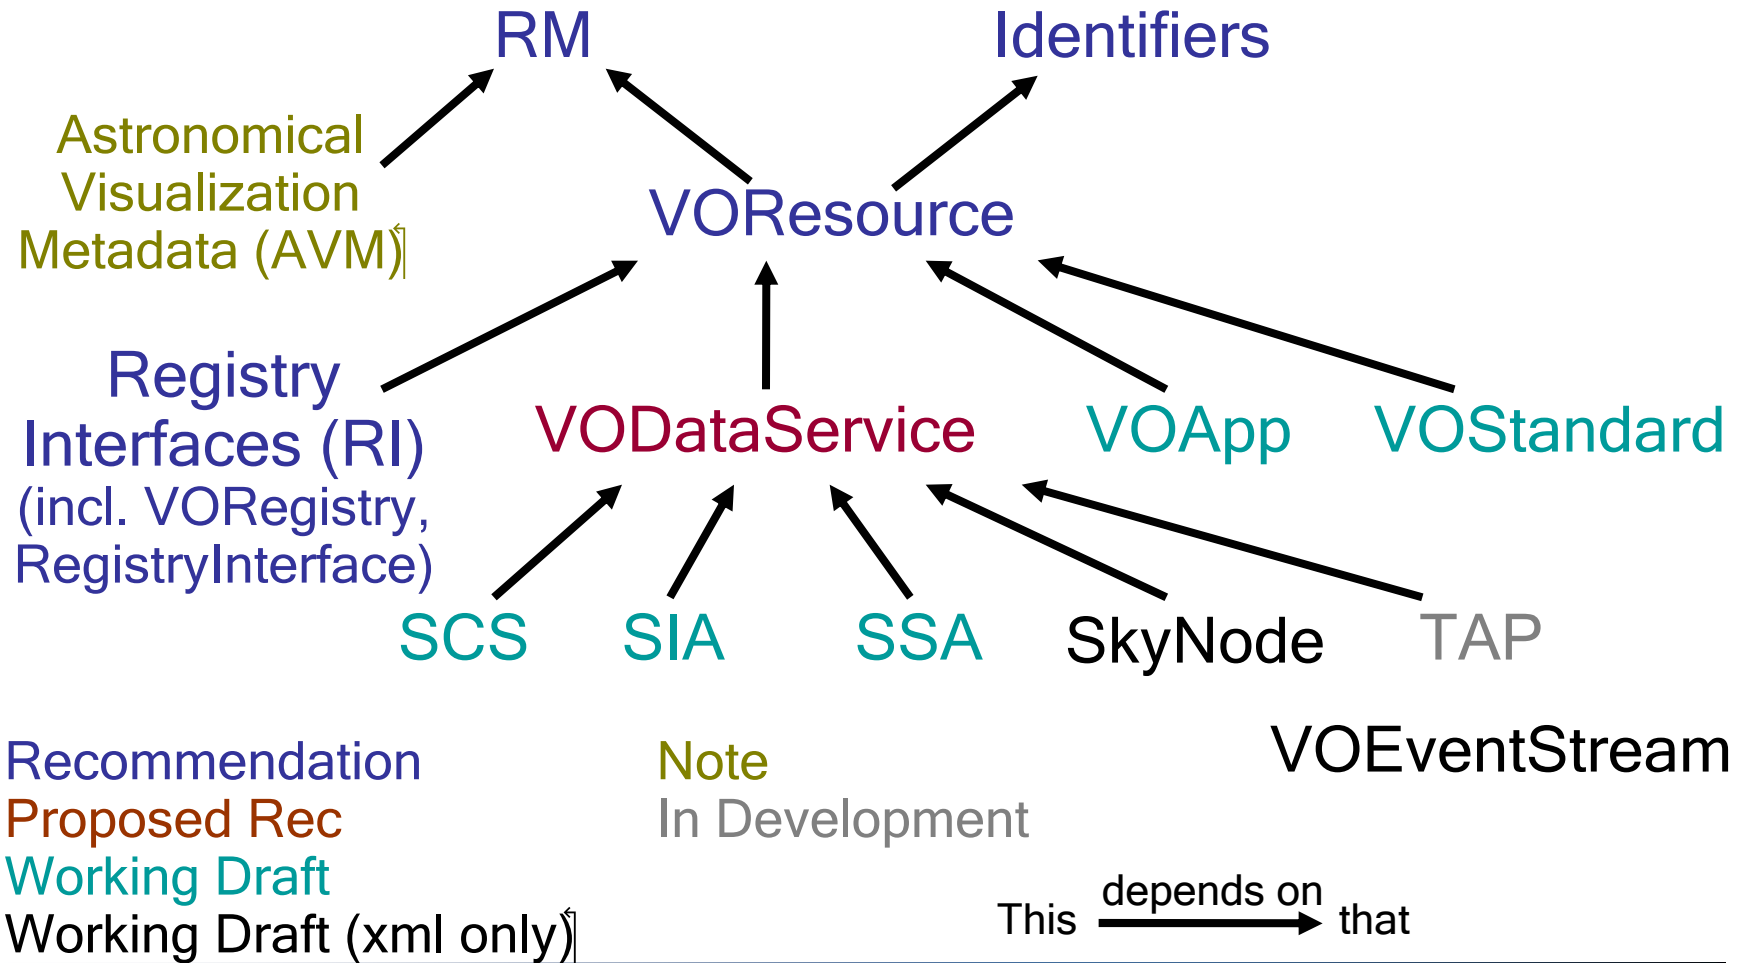 RM
Identifiers
Astronomical
Visualization
Metadata (AVM)
VOResource
Registry
Interfaces (RI)
(incl. VORegistry,
RegistryInterface)
VODataService
VOApp
VOStandard
SCS
SIA
SSA
SkyNode
TAP
VOEventStream
Recommendation
Proposed Rec
Working Draft
Working Draft (xml only)
Note
In Development
This depends on that